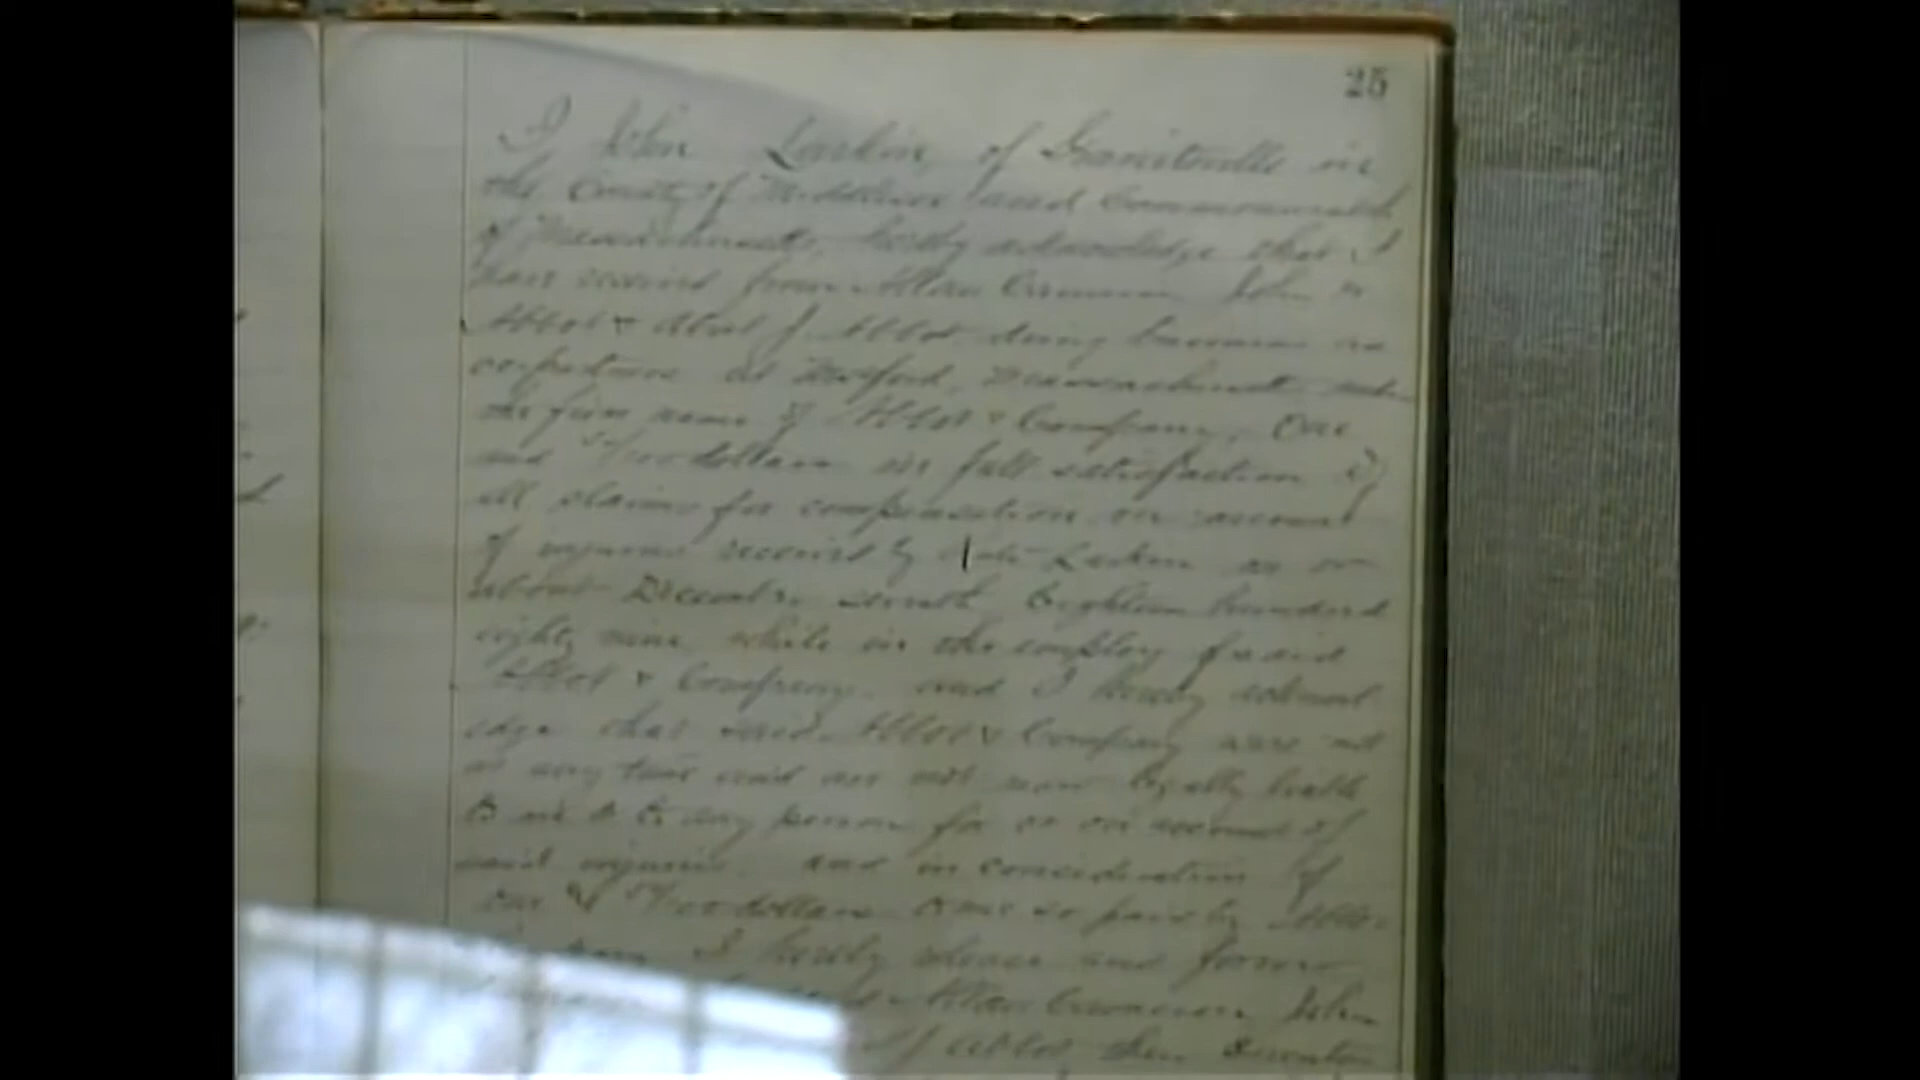 25
I John Larkin, of Graniteville in
the County of Middlesex and Commonwealth
of Massachusetts, hereby acknowledge that I
have received from Allan Cameron John W
Abbot & Abiel J. Abbot doing business as
copartners at Westford, Massachusetts under
the firm name of Abbot & Company, One
and /100 dollars in full satisfaction of
all claims for compensation on account
of injuries received by Larkin on or
about December seventh Eighteen hundred
eighty nine while in the employ of said
Abbot & Company. and I hereby acknowl
edge that said Abbot & Company were not
at any time and are not now legally liable
to me or to any person for or on account of
said injuries. and in consideration of
one & /100 dollars to me so paid by Abbot
I hereby release and forever
Allan Cameron, John
J Abbot, their